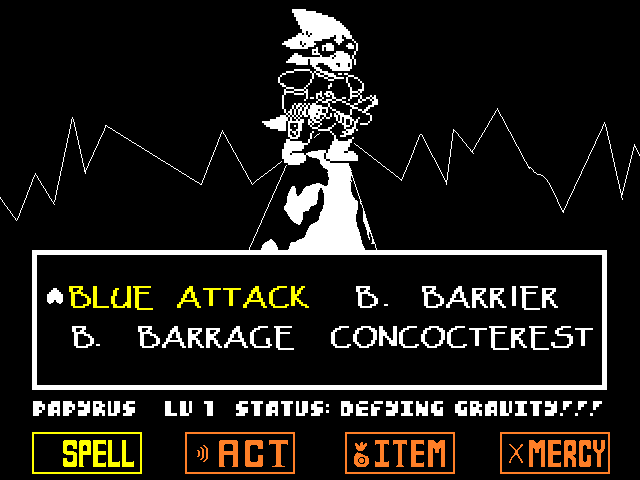 BLUE ATTACK B. BARRIER
B. BARRAGE CONCOCTEREST
PAPYRUS LV 1 STATUS: DEFYING GRAVITY!!!
SPELL ACT ITEM MERCY